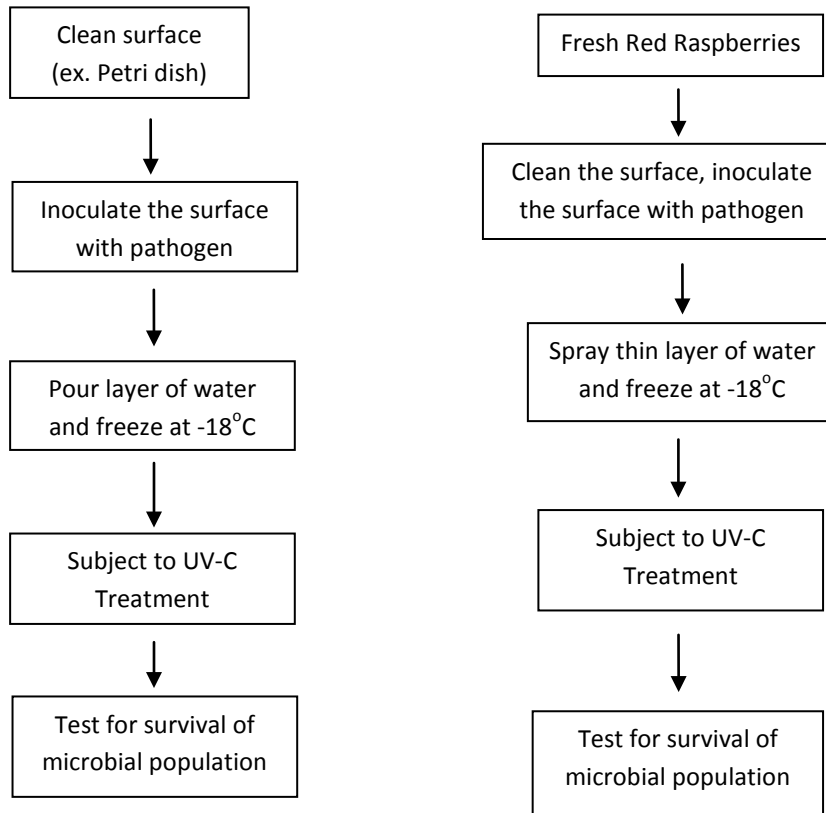 Clean surface
(ex. Petri dish)
Inoculate the surface
with pathogen
Pour layer of water
and freeze at -18°C
Subject to UV-C
Treatment
Test for survival of
microbial population
Fresh Red Raspberries
Clean the surface, inoculate
the surface with pathogen
Spray thin layer of water
and freeze at -18°C
Subject to UV-C
Treatment
Test for survival of
microbial population